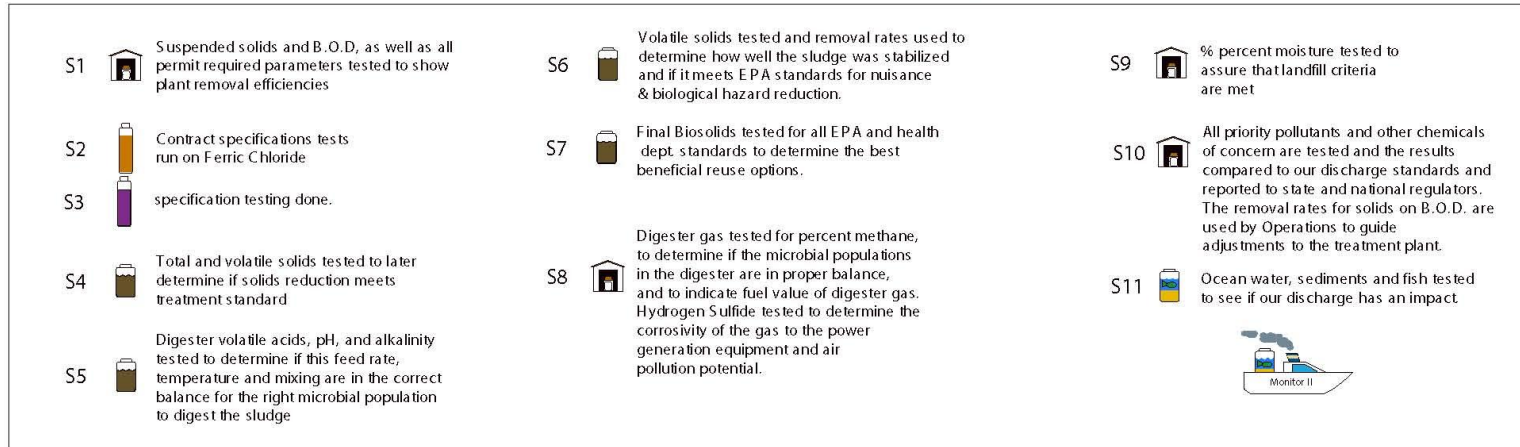 S1
Suspended solids and B.O.D, as well as all
permit required parameters tested to show
plant removal efficiencies
S2
Contract specifications tests
run on Ferric Chloride
S3
specification testing done.
S4
Total and volatile solids tested to later
determine if solids reduction meets
treatment standard
S5
Digester volatile acids, pH, and alkalinity
tested to determine if this feed rate,
temperature and mixing are in the correct
balance for the right microbial population
to digest the sludge
S6
Volatile solids tested and removal rates used to
determine how well the sludge was stabilized
and if it meets EPA standards for nuisance
& biological hazard reduction.
S7
Final Biosolids tested for all EPA and health
dept. standards to determine the best
beneficial reuse options.
S8
Digester gas tested for percent methane,
to determine if the microbial populations
in the digester are in proper balance,
and to indicate fuel value of digester gas.
Hydrogen Sulfide tested to determine the
corrosivity of the gas to the power
generation equipment and air
pollution potential.
S9
% percent moisture tested to
assure that landfill criteria
are met
S10
All priority pollutants and other chemicals
of concern are tested and the results
compared to our discharge standards and
reported to state and national regulators.
The removal rates for solids on B.O.D. are
used by Operations to guide
adjustments to the treatment plant.
S11
Ocean water, sediments and fish tested
to see if our discharge has an impact.
Monitor II